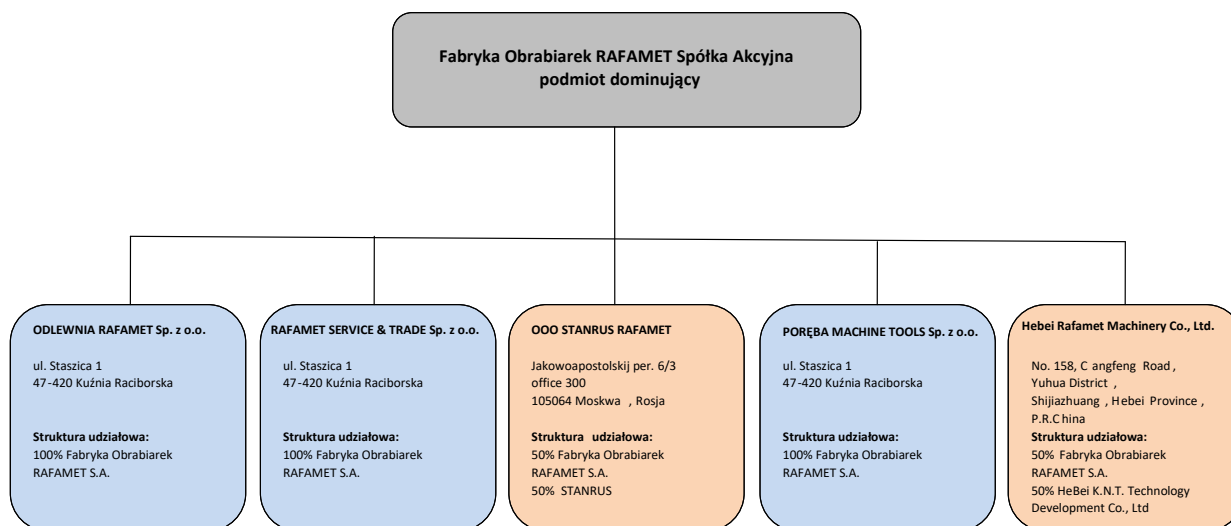 Fabryka Obrabiarek RAFAMET Spółka Akcyjna
podmiot dominujący
ODLEWNIA RAFAMET Sp. z o.o.
ul. Staszica 1
47-420 Kuźnia Raciborska
Struktura udziałowa:
100% Fabryka Obrabiarek
RAFAMET S.A.
RAFAMET SERVICE & TRADE Sp. z o.o.
ul. Staszica 1
47-420 Kuźnia Raciborska
Struktura udziałowa:
100% Fabryka Obrabiarek
RAFAMET S.A.
OOO STANRUS RAFAMET
Jakowoapostolskij per. 6/3
office 300
105064 Moskwa , Rosja
Struktura udziałowa:
50% Fabryka Obrabiarek
RAFAMET S.A.
50% STANRUS
PORĘBA MACHINE TOOLS Sp. z o.o.
ul. Staszica 1
47-420 Kuźnia Raciborska
Struktura udziałowa:
100% Fabryka Obrabiarek
RAFAMET S.A.
Hebei Rafamet Machinery Co., Ltd.
No. 158, C angfeng Road ,
Yuhua District ,
Shijiazhuang , Hebei Province ,
P.R.C hina
Struktura udziałowa:
50% Fabryka Obrabiarek
RAFAMET S.A.
50% HeBei K.N.T. Technology
Development Co., Ltd